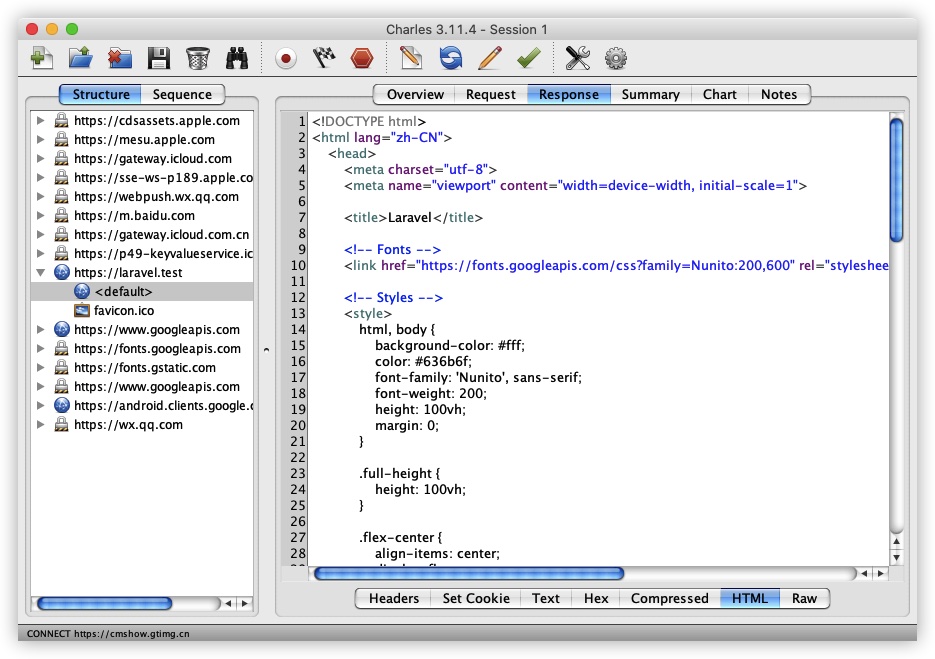 Charles 3.11.4 - Session 1
Structure Sequence
https://cdsassets.apple.com
https://mesu.apple.com
https://gateway.icloud.com
https://sse-ws-p189.apple.co
https://webpush.wx.qq.com
https://m.baidu.com
https://gateway.icloud.com.cn
https://p49-keyvalueservice.ic
https://laravel.test
<default>
favicon.ico
https://www.googleapis.com
https://fonts.googleapis.com
https://fonts.gstatic.com
https://www.googleapis.com
https://android.clients.google.c
https://wx.qq.com
Overview Request Response Summary Chart Notes
1 <!DOCTYPE html>
2 <html lang="zh-CN">
3 <head>
4 <meta charset="utf-8">
5 <meta name="viewport" content="width=device-width, initial-scale=1">
6
7 <title>Laravel</title>
8
9 <!-- Fonts -->
10 <link href="https://fonts.googleapis.com/css?family=Nunito:200,600" rel="styleshee
11
12 <!-- Styles -->
13 <style>
14 html, body {
15 background-color: #fff;
16 color: #636b6f;
17 font-family: 'Nunito', sans-serif;
18 font-weight: 200;
19 height: 100vh;
20 margin: 0;
21 }
22
23 .full-height {
24 height: 100vh;
25 }
26
27 .flex-center {
28 align-items: center;
Headers Set Cookie Text Hex Compressed HTML Raw
CONNECT https://cmshow.gtimg.cn